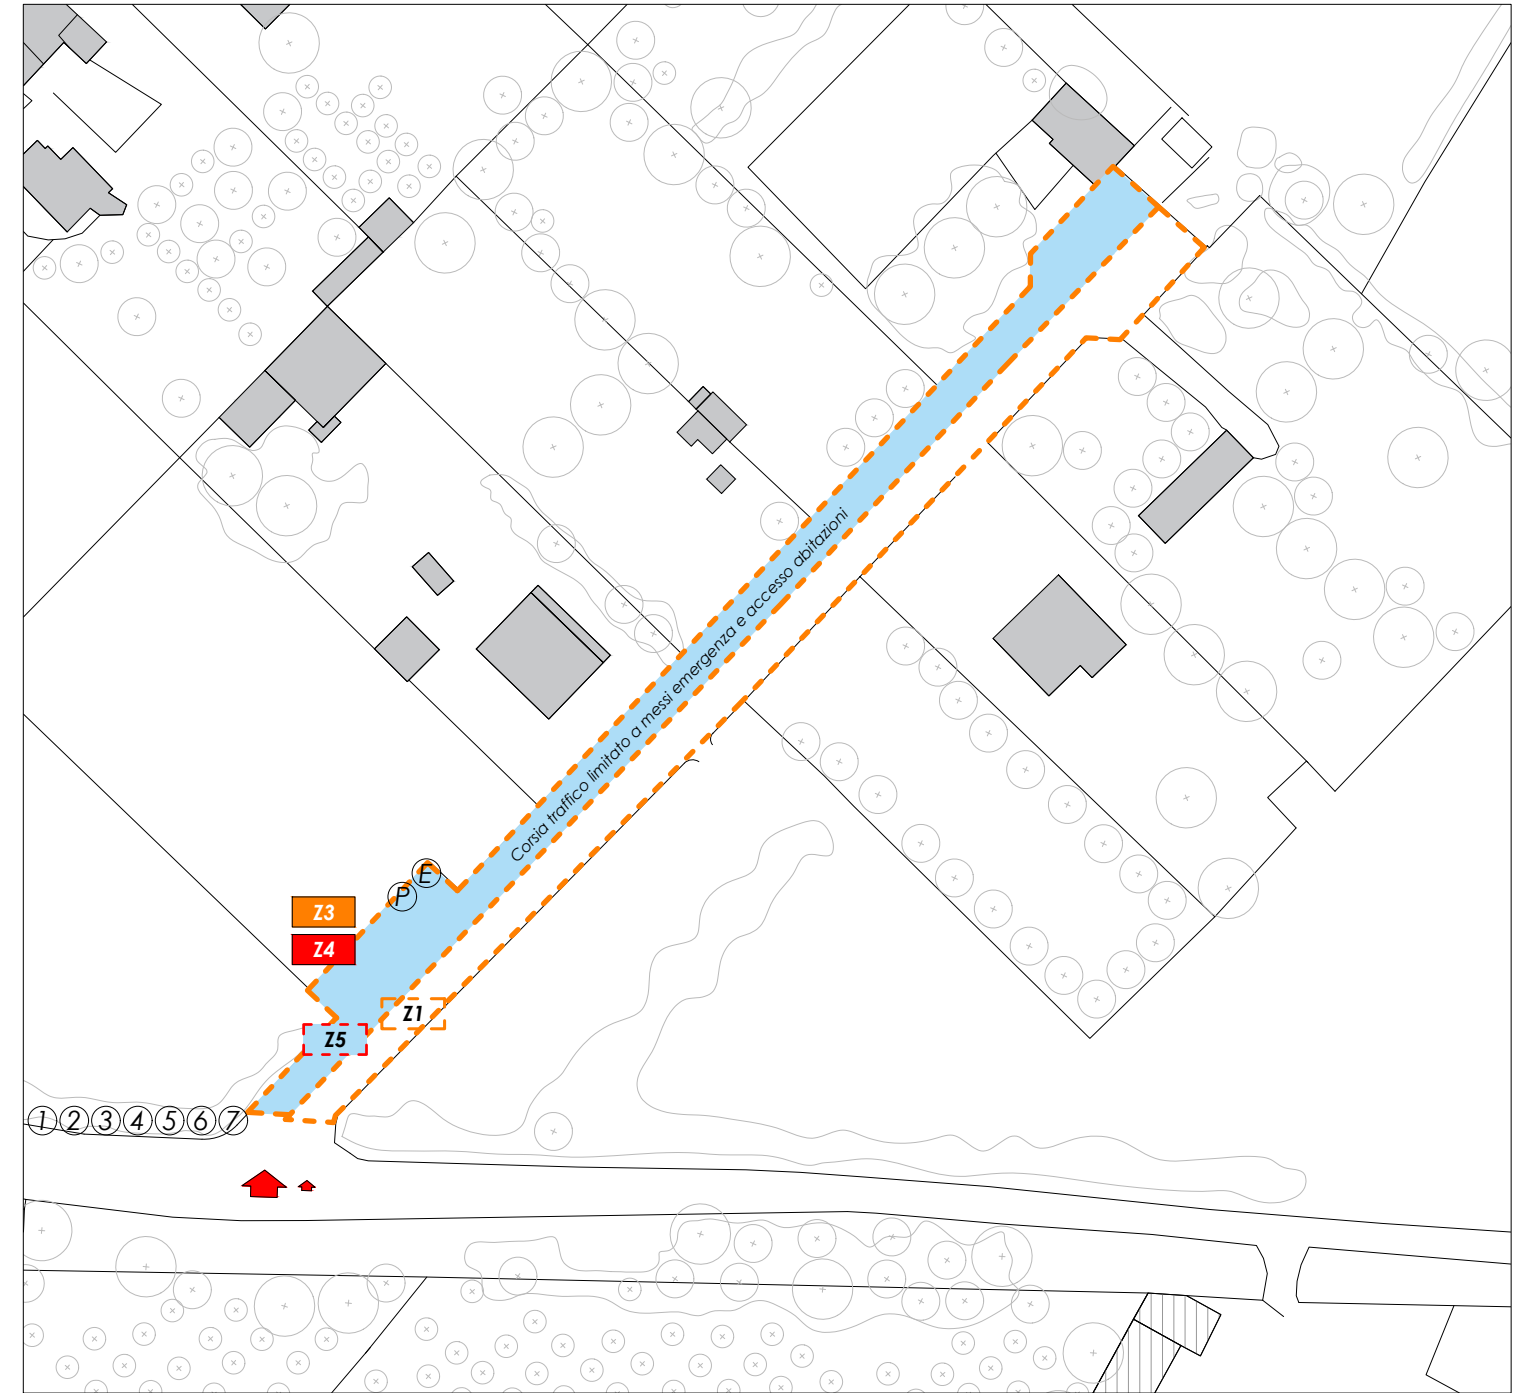 Corsia traffico limitato a messi emergenza e accesso abitazioni
E
P
Z3
Z4
Z1
Z5
1 2 3 4 5 6 7